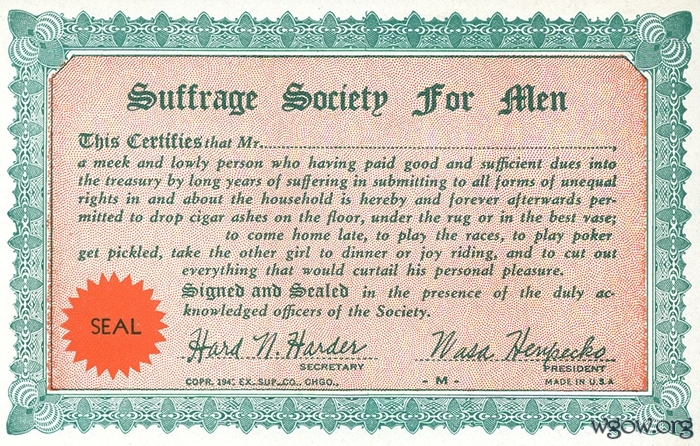 Suffrage Society For Men
This Certifies that Mr.
a meek and lowly person who having paid good and sufficient dues into
the treasury by long years of suffering in submitting to all forms of unequal
rights in and about the household is hereby and forever afterwards per-
mitted to drop cigar ashes on the floor, under the rug or in the best vase;
to come home late, to play the races, to play poker
get pickled, take the other girl to dinner or joy riding, and to cut out
everything that would curtail his personal pleasure.
Signed and Sealed in the presence of the duly ac-
knowledged officers of the Society.
SEAL
Hard N. Harder
SECRETARY
Wasa Henpecko
PRESIDENT
COPR. 194 EX. SUP. CO., CHGO.,
- M -
MADE IN U.S.A
wgow.org